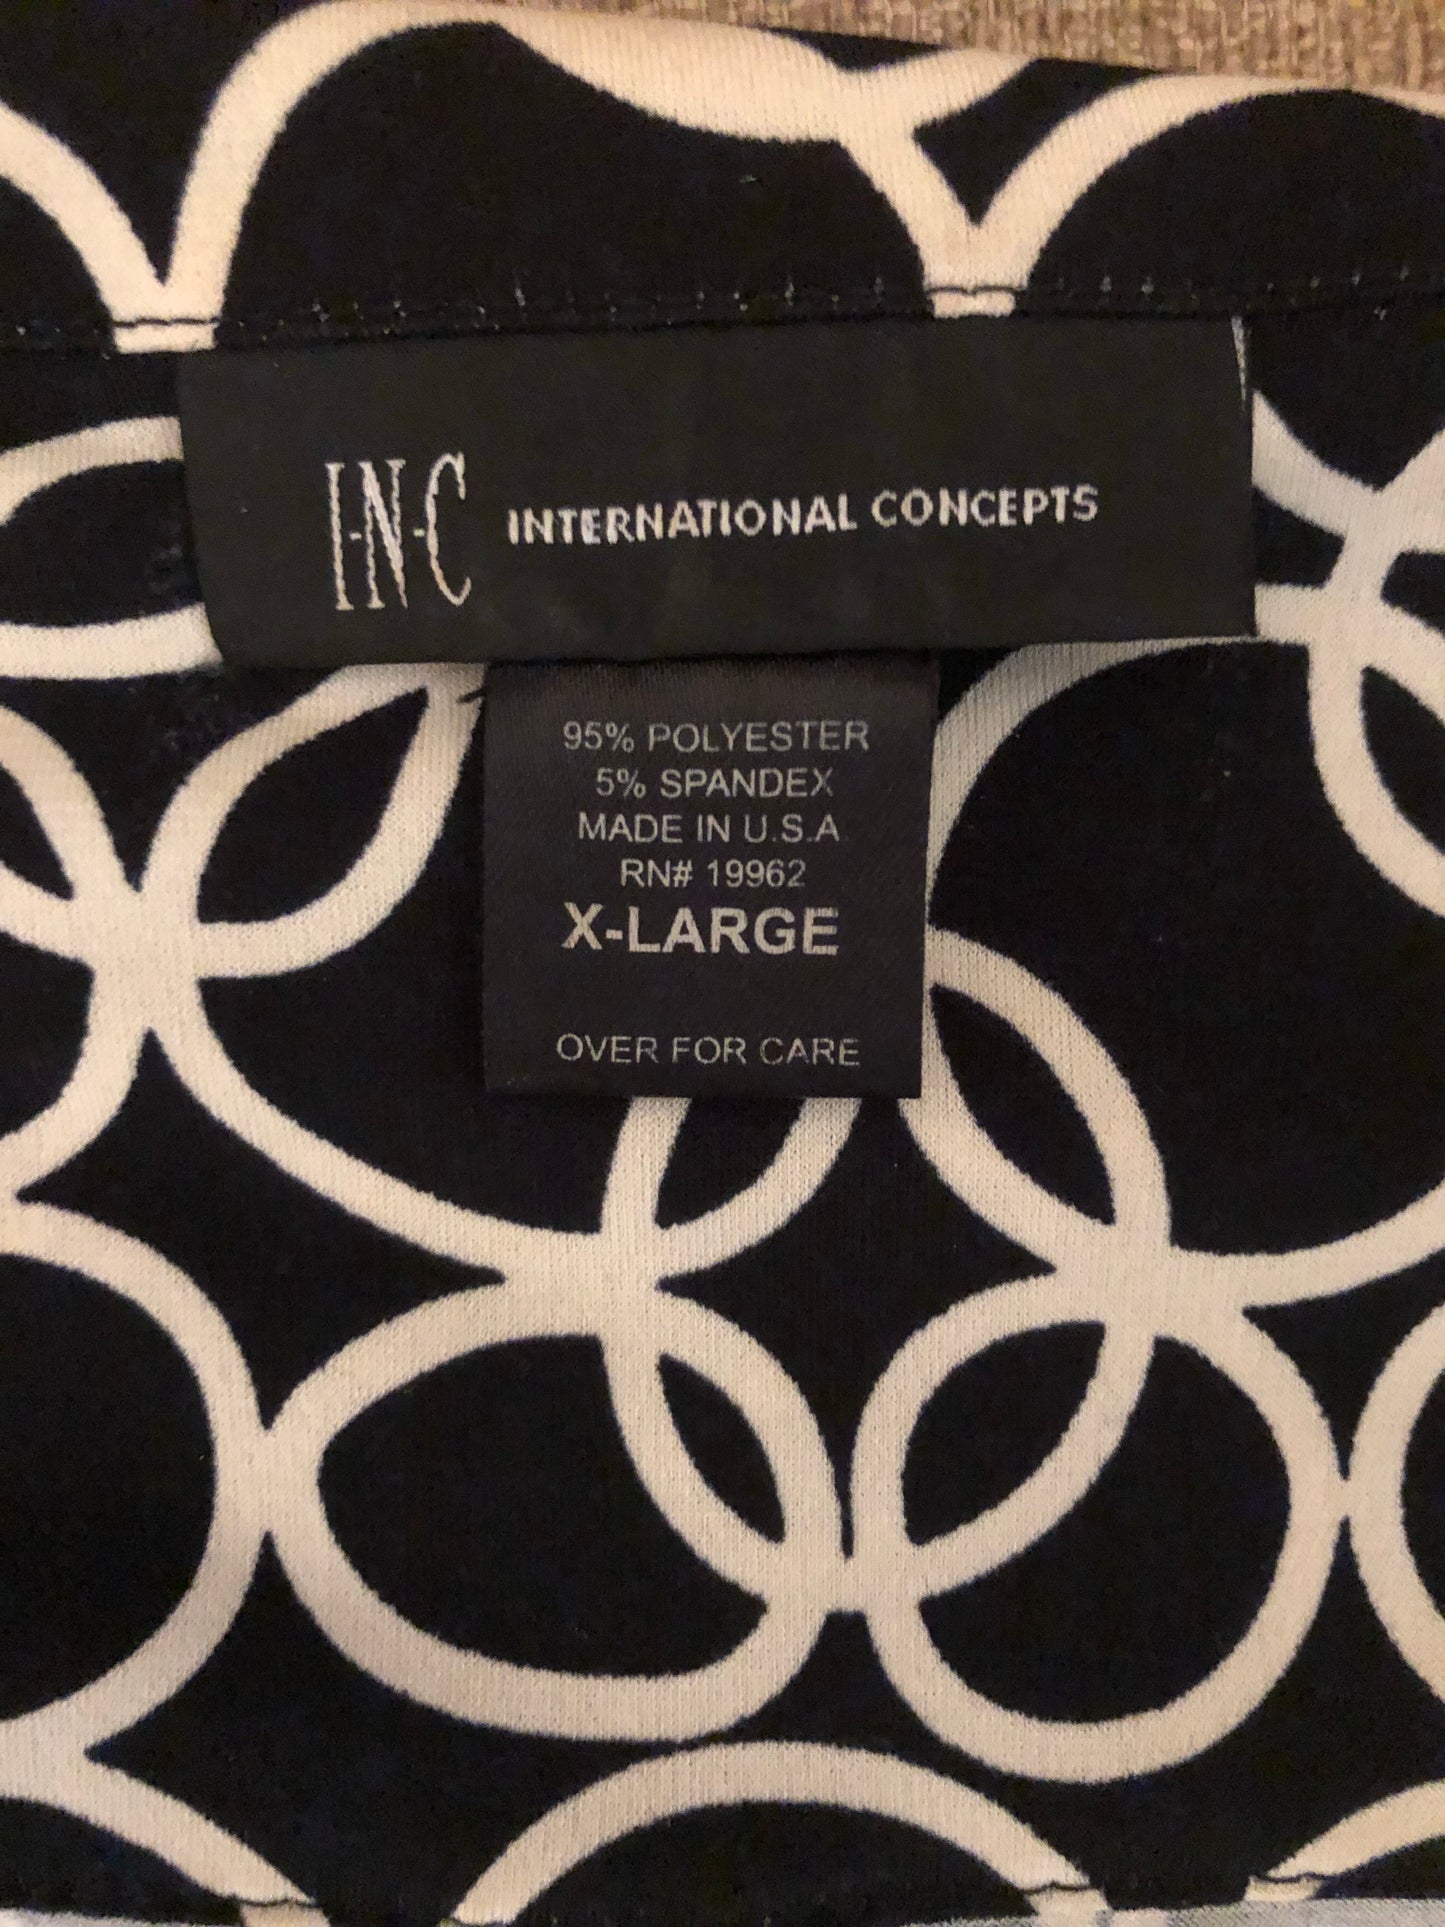 I·N·C INTERNATIONAL CONCEPTS
95% POLYESTER
5% SPANDEX
MADE IN U.S.A
RN# 19962
X-LARGE
OVER FOR CARE